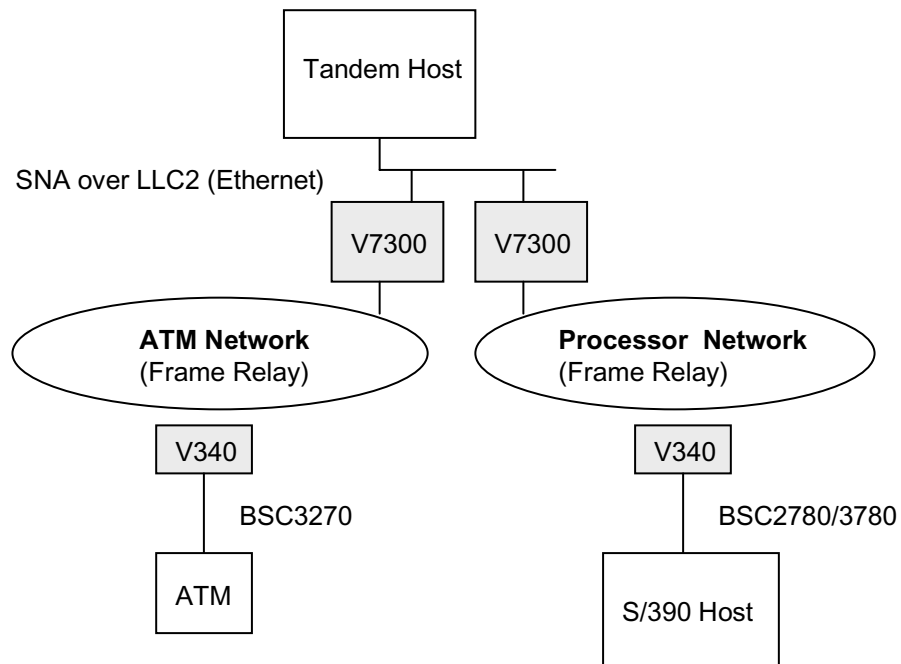 Tandem Host
SNA over LLC2 (Ethernet)
V7300
V7300
ATM Network
(Frame Relay)
Processor Network
(Frame Relay)
V340
V340
BSC3270
BSC2780/3780
ATM
S/390 Host